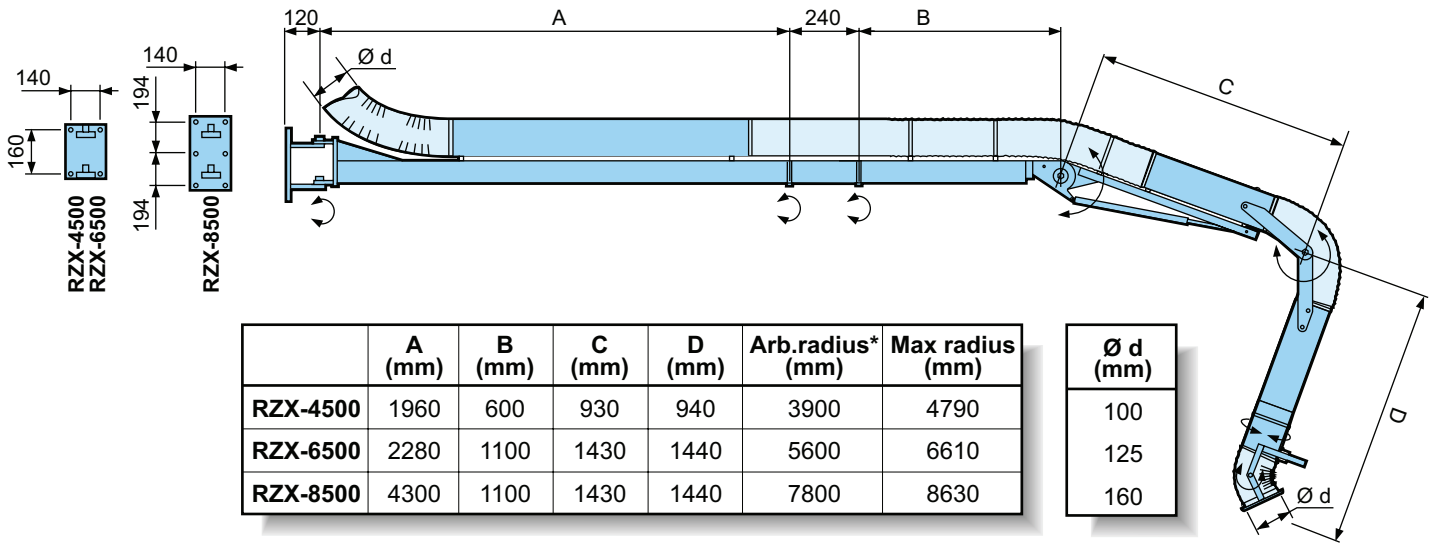 120
A
240
B
C
Ø d
140
160
RZX-4500
RZX-6500
140
194
194
RZX-8500
D
Ø d
A (mm) B (mm) C (mm) D (mm) Arb.radius* (mm) Max radius (mm)
RZX-4500 1960 600 930 940 3900 4790
RZX-6500 2280 1100 1430 1440 5600 6610
RZX-8500 4300 1100 1430 1440 7800 8630
Ø d
(mm)
100
125
160